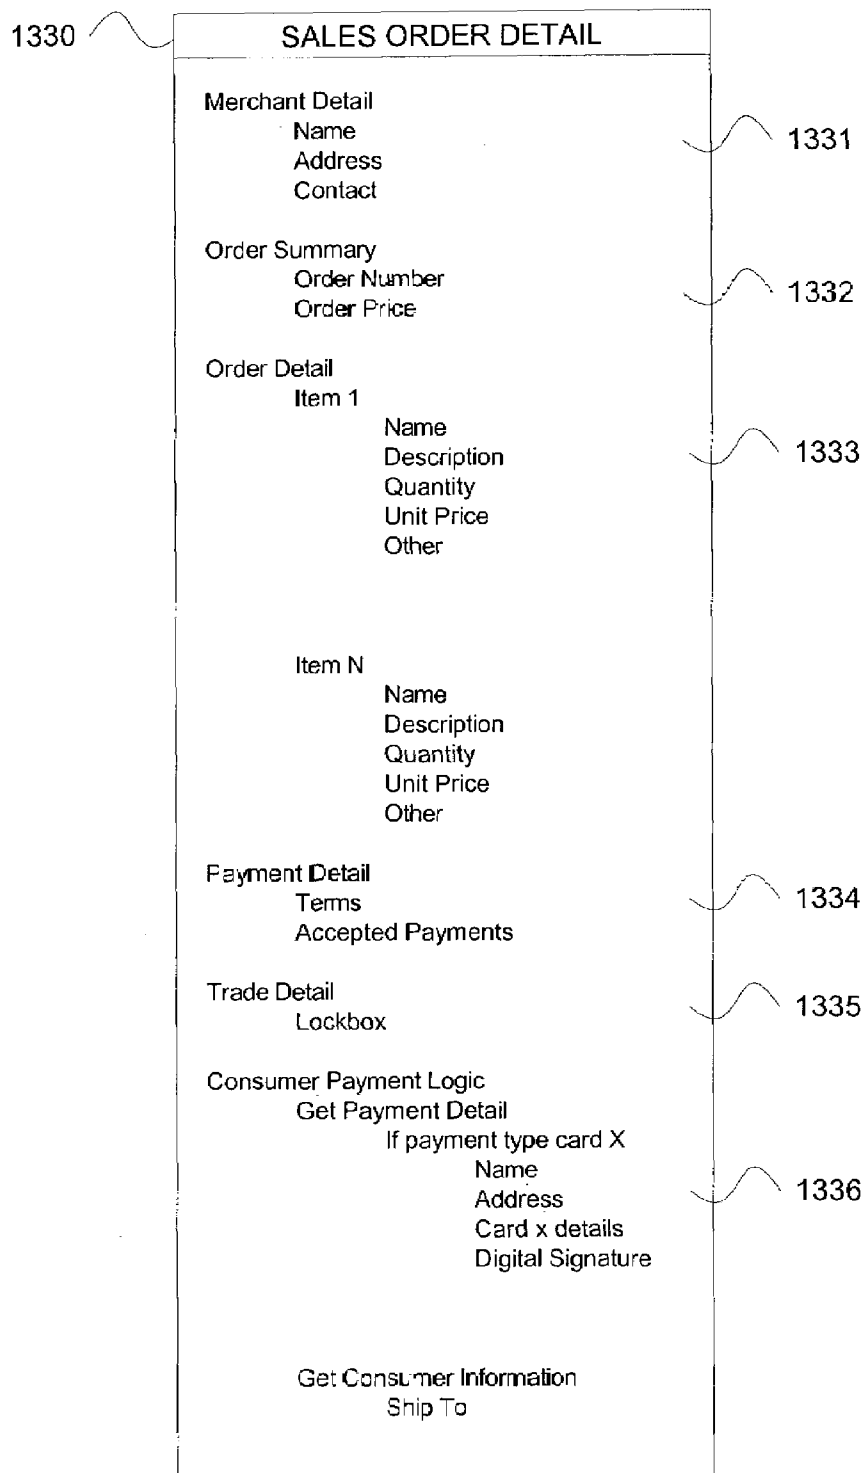 1330
SALES ORDER DETAIL
Merchant Detail
Name
1331
Address
Contact
Order Summary
Order Number
1332
Order Price
Order Detail
Item 1
Name
1333
Description
Quantity
Unit Price
Other
Item N
Name
Description
Quantity
Unit Price
Other
Payment Detail
Terms
1334
Accepted Payments
Trade Detail
1335
Lockbox
Consumer Payment Logic
Get Payment Detail
If payment type card X
Name
1336
Address
Card x details
Digital Signature
Get Consumer Information
Ship To